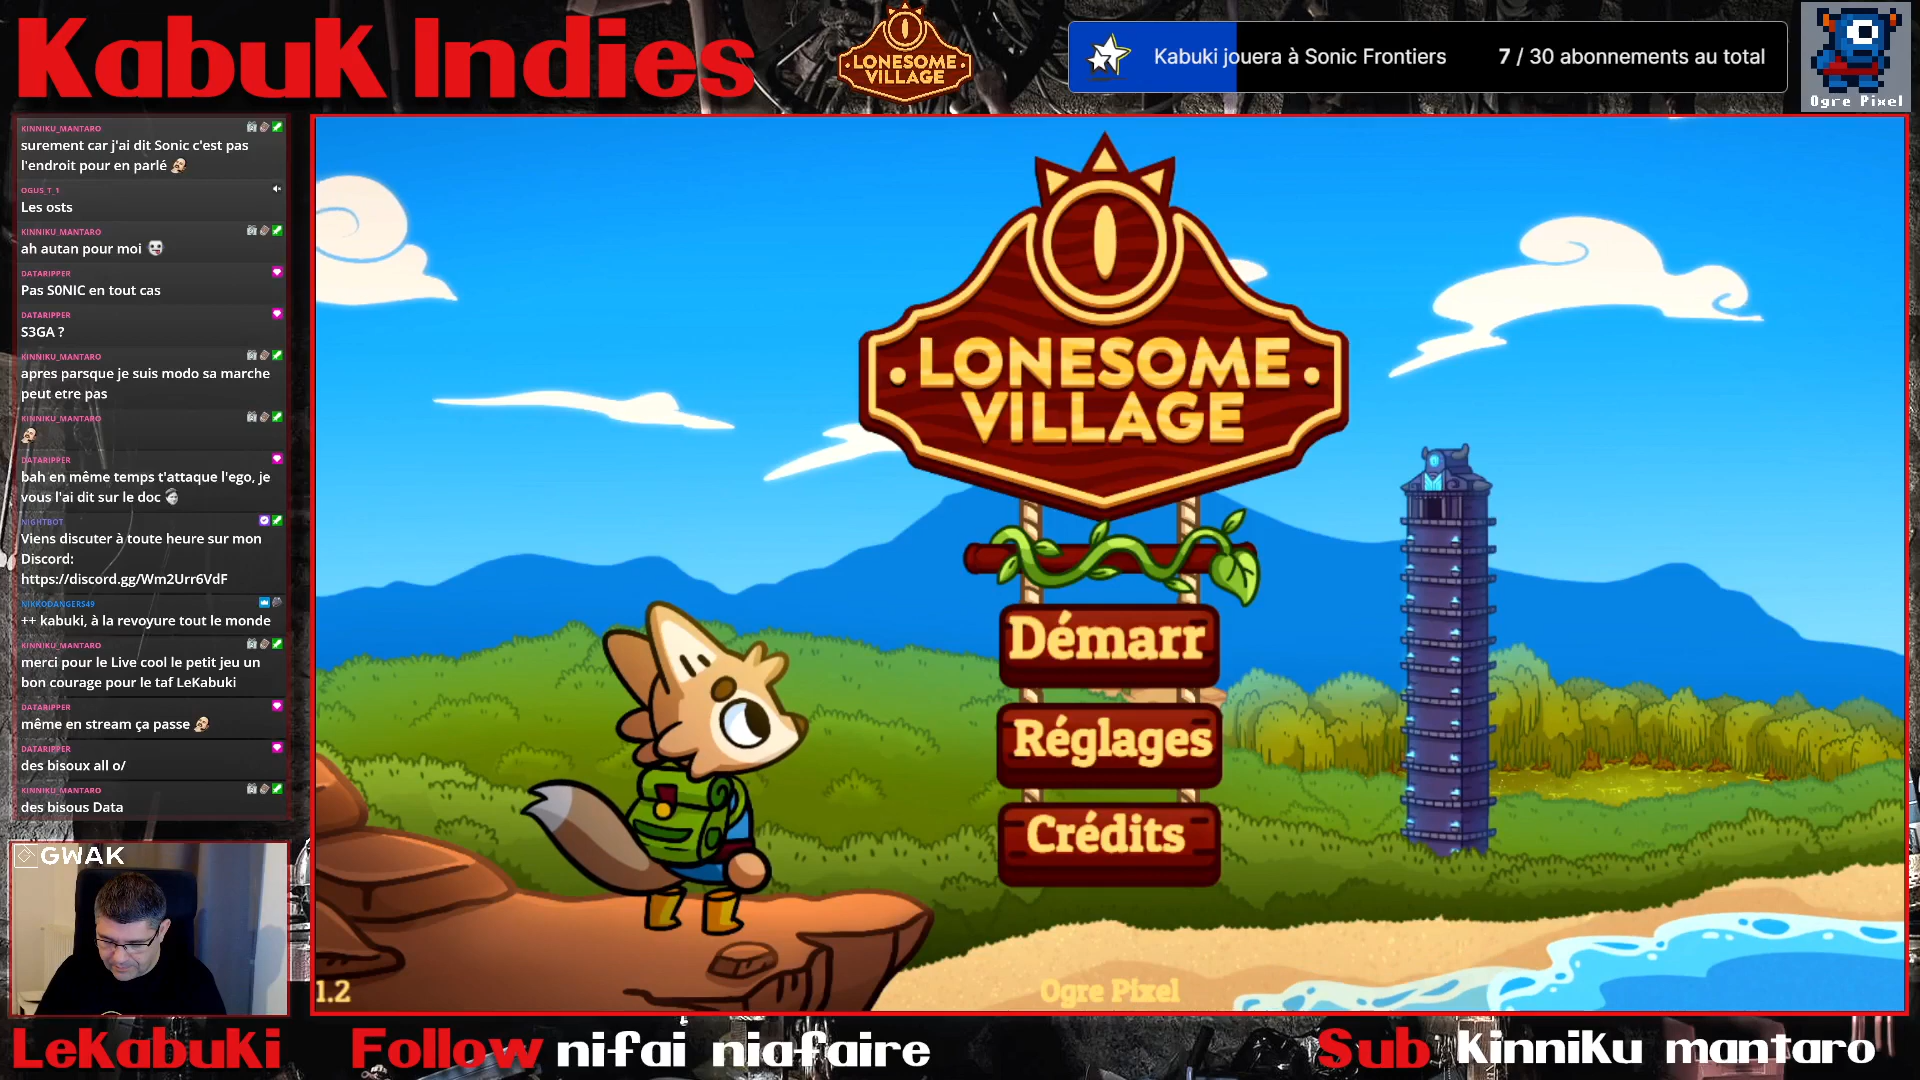 KabuK Indies
LONESOME
VILLAGE
Kabuki jouera à Sonic Frontiers
7 / 30 abonnements au total
Ogre Pixel
KINNIKU_MANTARO
surement car j'ai dit Sonic c'est pas
l'endroit pour en parlé
OGUS_T_1
Les osts
KINNIKU_MANTARO
ah autan pour moi
DATARIPPER
Pas S0NIC en tout cas
DATARIPPER
S3GA ?
KINNIKU_MANTARO
apres parsque je suis modo sa marche
peut etre pas
KINNIKU_MANTARO
DATARIPPER
bah en même temps t'attaque l'ego, je
vous l'ai dit sur le doc
NIGHTBOT
Viens discuter à toute heure sur mon
Discord:
https://discord.gg/Wm2Urr6VdF
NIKKODANGERS49
++ kabuki, à la revoyure tout le monde
KINNIKU_MANTARO
merci pour le Live cool le petit jeu un
bon courage pour le taf LeKabuki
DATARIPPER
même en stream ça passe
DATARIPPER
des bisoux all o/
KINNIKU_MANTARO
des bisous Data
LONESOME
VILLAGE
Démarr
Réglages
Crédits
1.2
Ogre Pixel
GWAK
LeKabuki
Follow nifai niafaire
Sub Kinniku mantaro